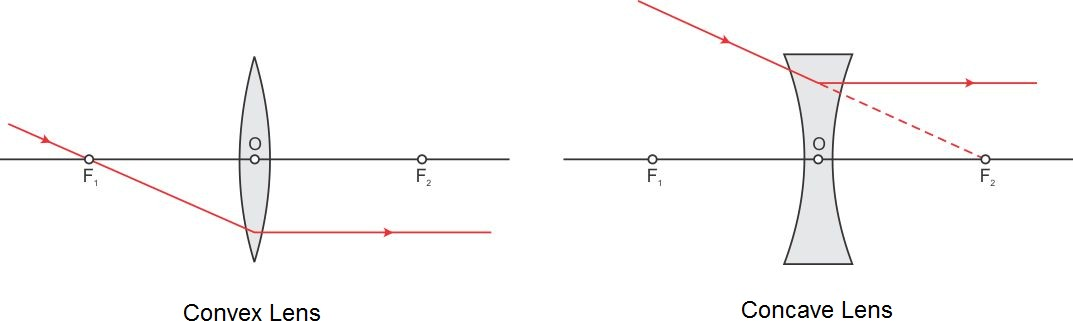 O
F₁
F₂
Convex Lens
O
F₁
F₂
Concave Lens